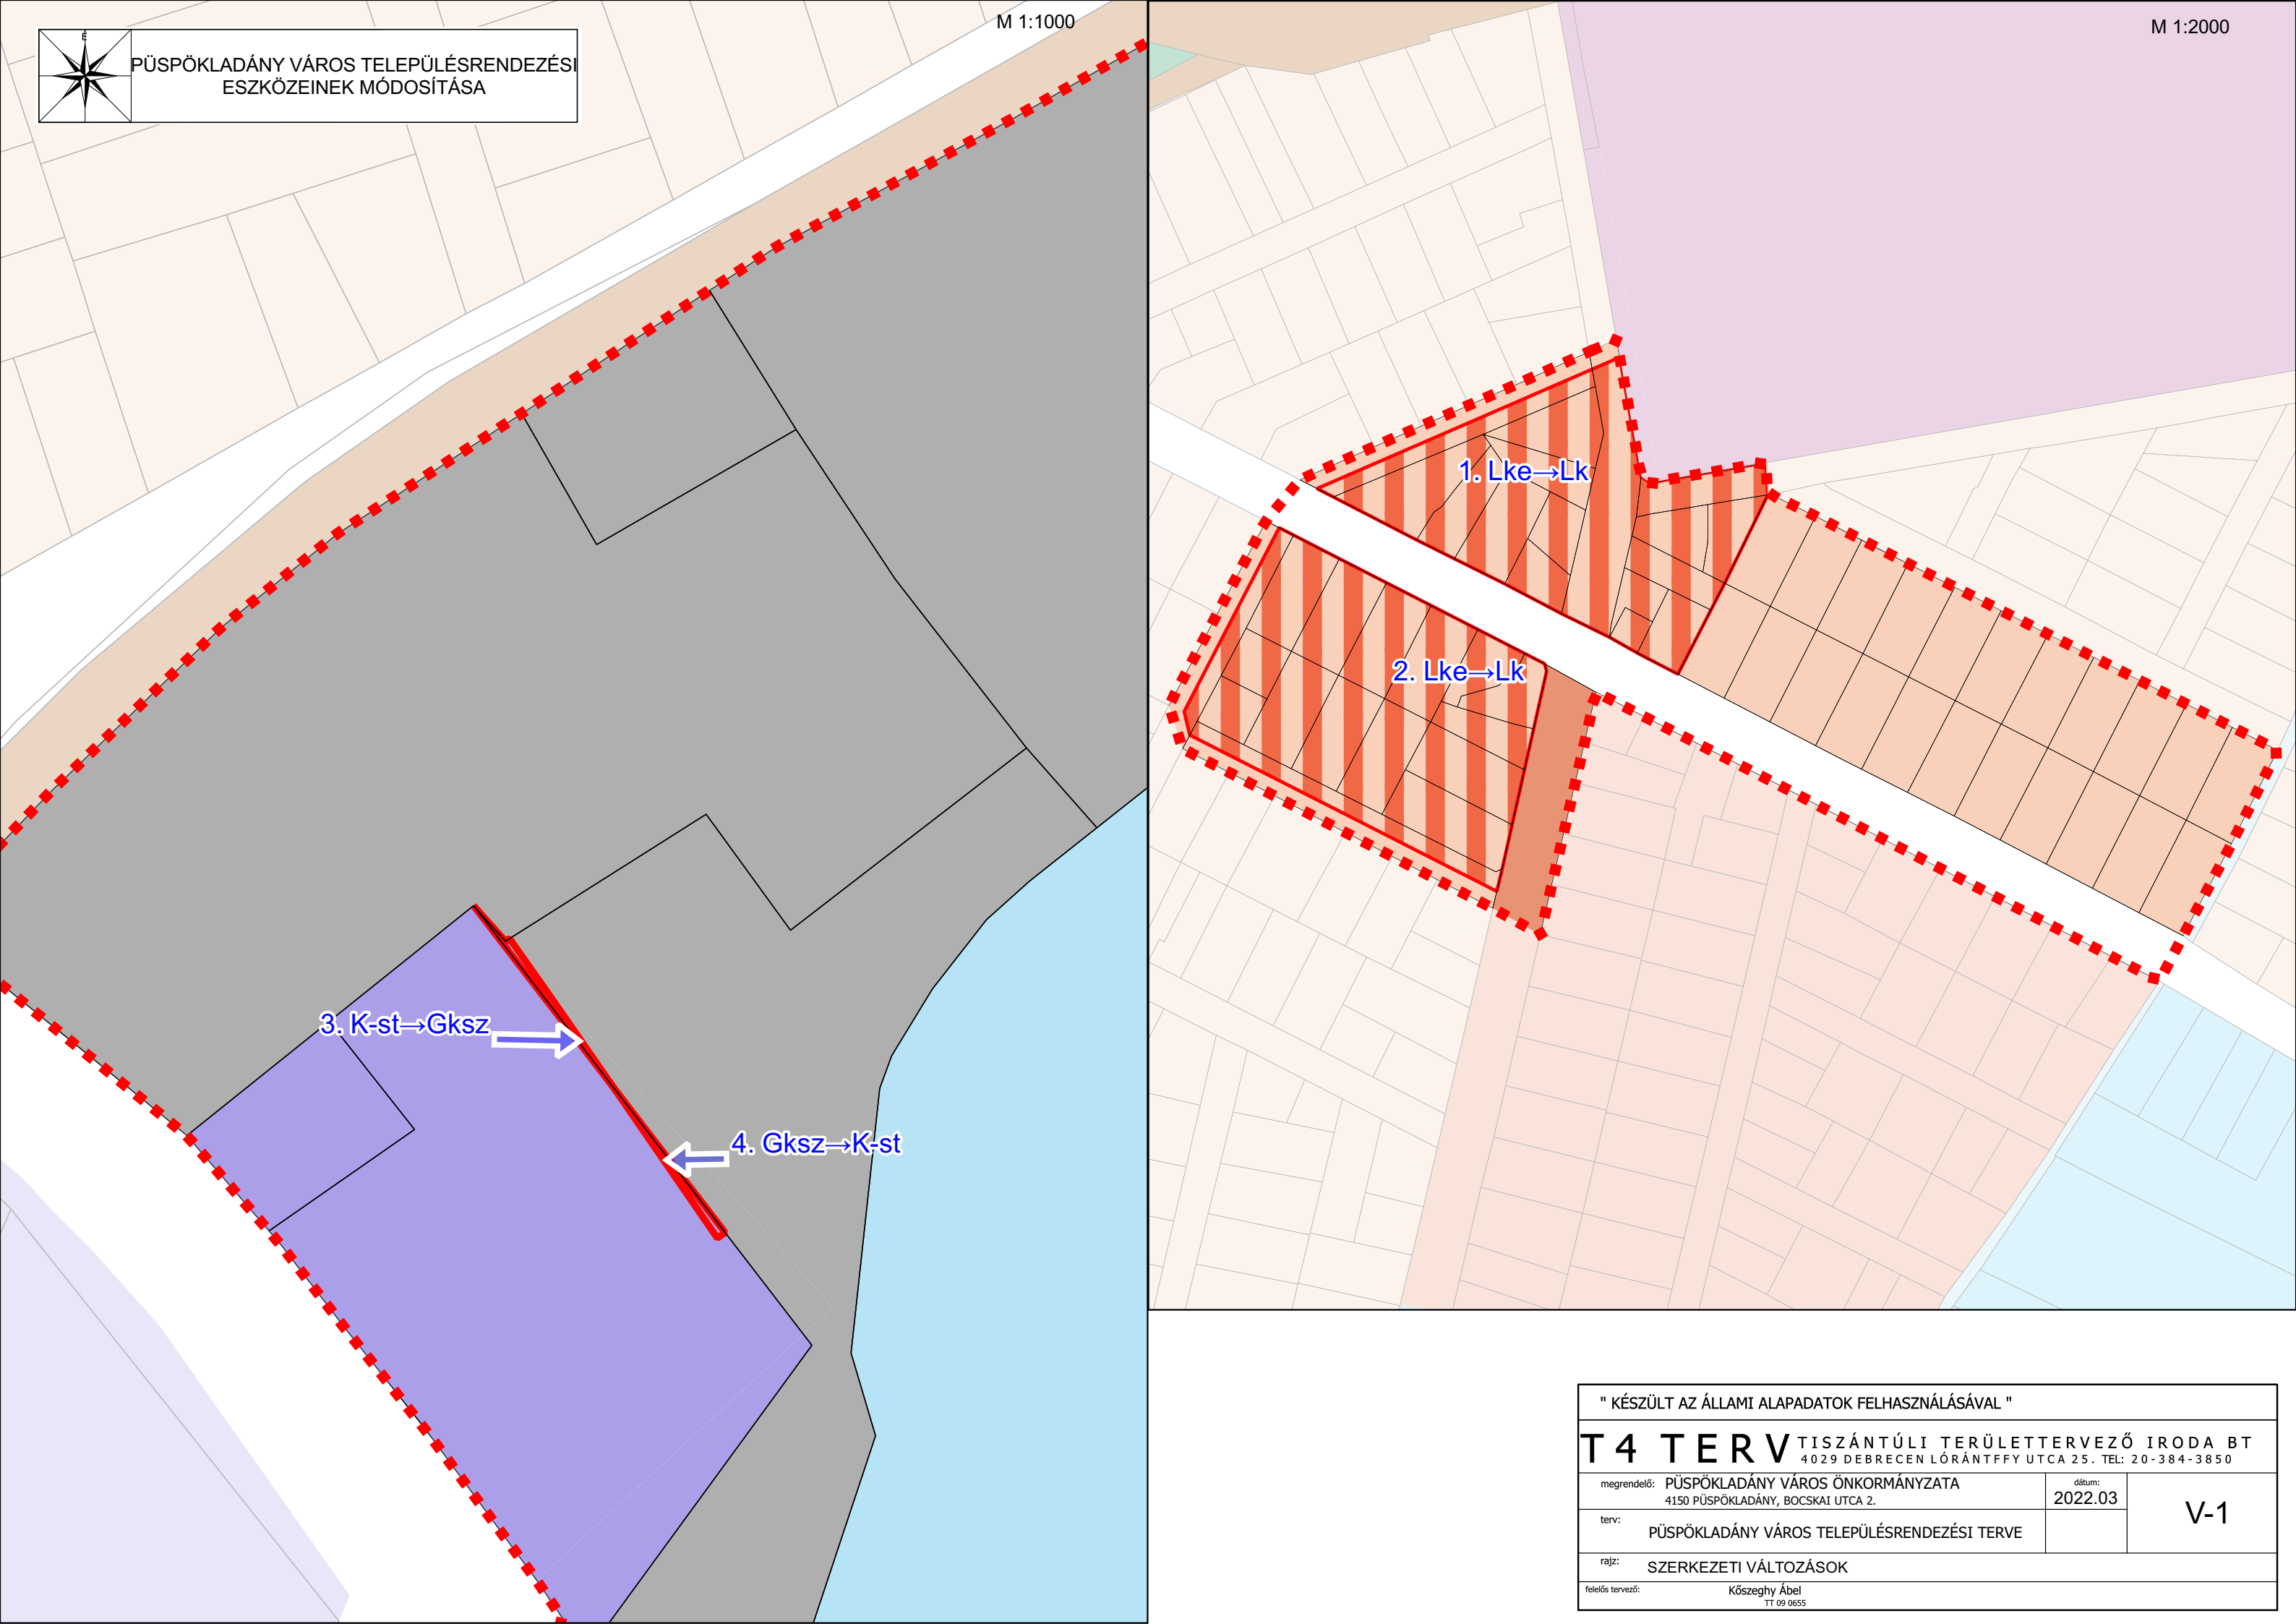 M 1:1000
É
PÜSPÖKLADÁNY VÁROS TELEPÜLÉSRENDEZÉSI
ESZKÖZEINEK MÓDOSÍTÁSA
3. K-st→Gksz
4. Gksz→K-st
M 1:2000
1. Lke→Lk
2. Lke→Lk
" KÉSZÜLT AZ ÁLLAMI ALAPADATOK FELHASZNÁLÁSÁVAL "
T4 TERV TISZÁNTÚLI TERÜLETTERVEZŐ IRODA BT
4029 DEBRECEN LÓRÁNTFFY UTCA 25. TEL: 20-384-3850
megrendelő: PÜSPÖKLADÁNY VÁROS ÖNKORMÁNYZATA
4150 PÜSPÖKLADÁNY, BOCSKAI UTCA 2.
dátum:
2022.03
V-1
terv: PÜSPÖKLADÁNY VÁROS TELEPÜLÉSRENDEZÉSI TERVE
rajz: SZERKEZETI VÁLTOZÁSOK
felelős tervező: Kőszeghy Ábel
TT 09 0655